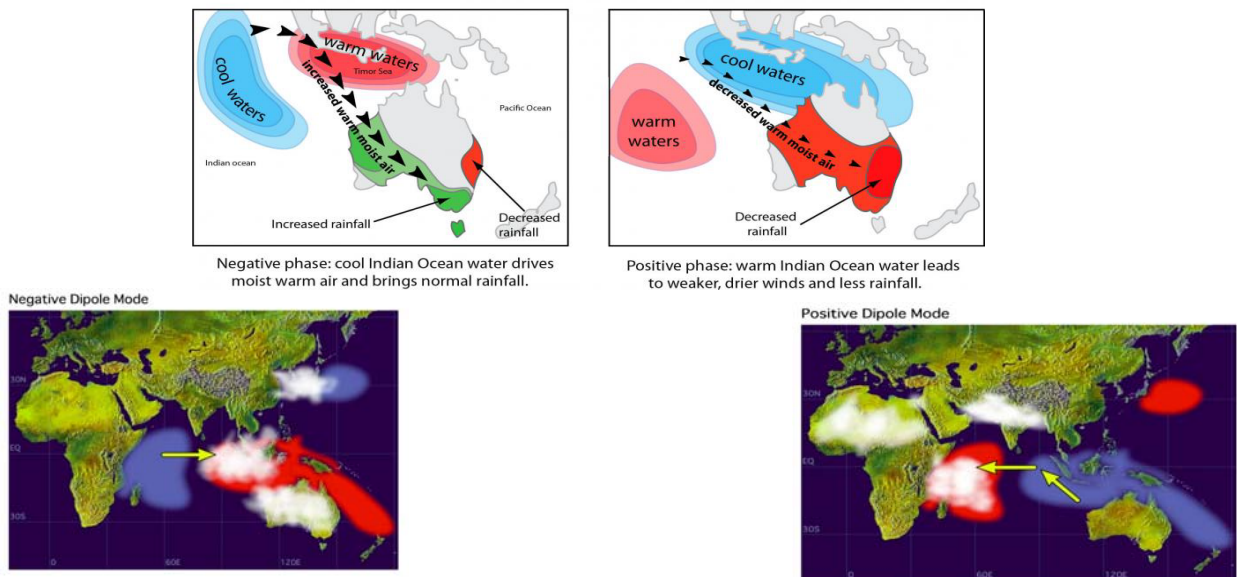 warm waters
Timor Sea
cool waters
increased warm moist air
Pacific Ocean
Indian ocean
Increased rainfall
Decreased
rainfall
Negative phase: cool Indian Ocean water drives
moist warm air and brings normal rainfall.
cool waters
warm
waters
decreased warm moist air
Decreased
rainfall
Positive phase: warm Indian Ocean water leads
to weaker, drier winds and less rainfall.
Negative Dipole Mode
30N
EQ
30S
0
60E
120E
Positive Dipole Mode
30N
EQ
30S
0
60E
120E